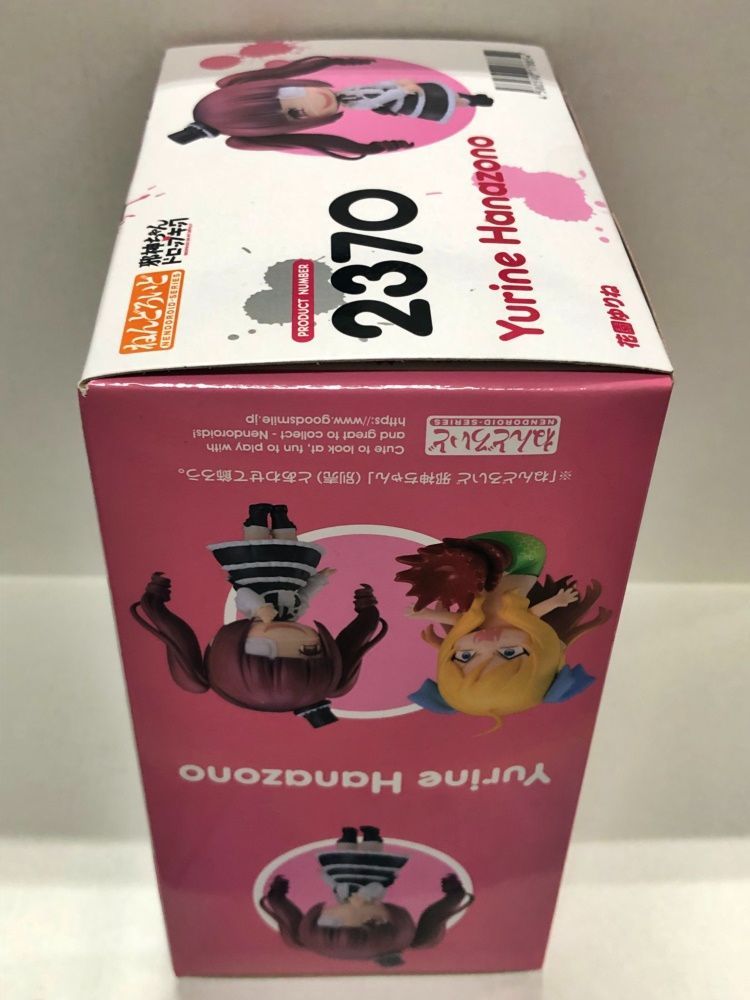 ねんどろいど
NENDOROID-SERIES
邪神ちゃん
ドロップキック
PRODUCT NUMBER
2370
Yurine Hanazono
花園ゆりね
ねんどろいど
NENDOROID-SERIES
Cute to look at, fun to play with
and great to collect - Nendoroids!
https://www.goodsmile.jp
※「ねんどろいど 邪神ちゃん」(別売)とあわせて飾ろう。
Yurine Hanazono